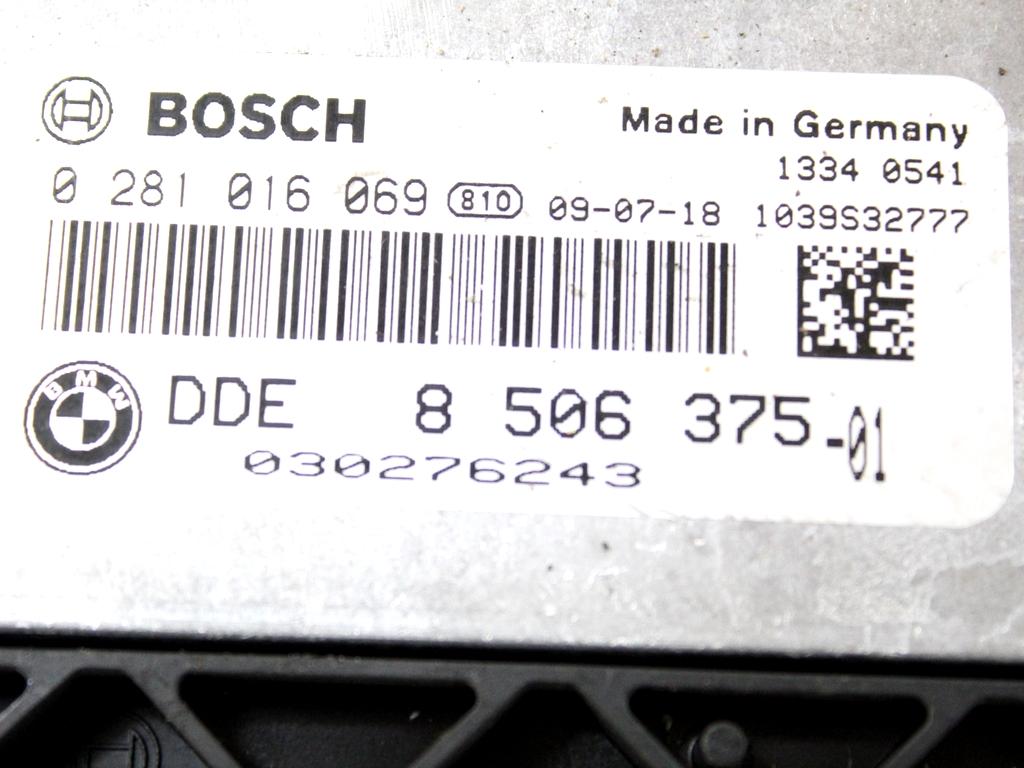 BOSCH
Made in Germany
1334 0541
0 281 016 069 810 09-07-18 1039S32777
BMW DDE 8 506 375-01
030276243